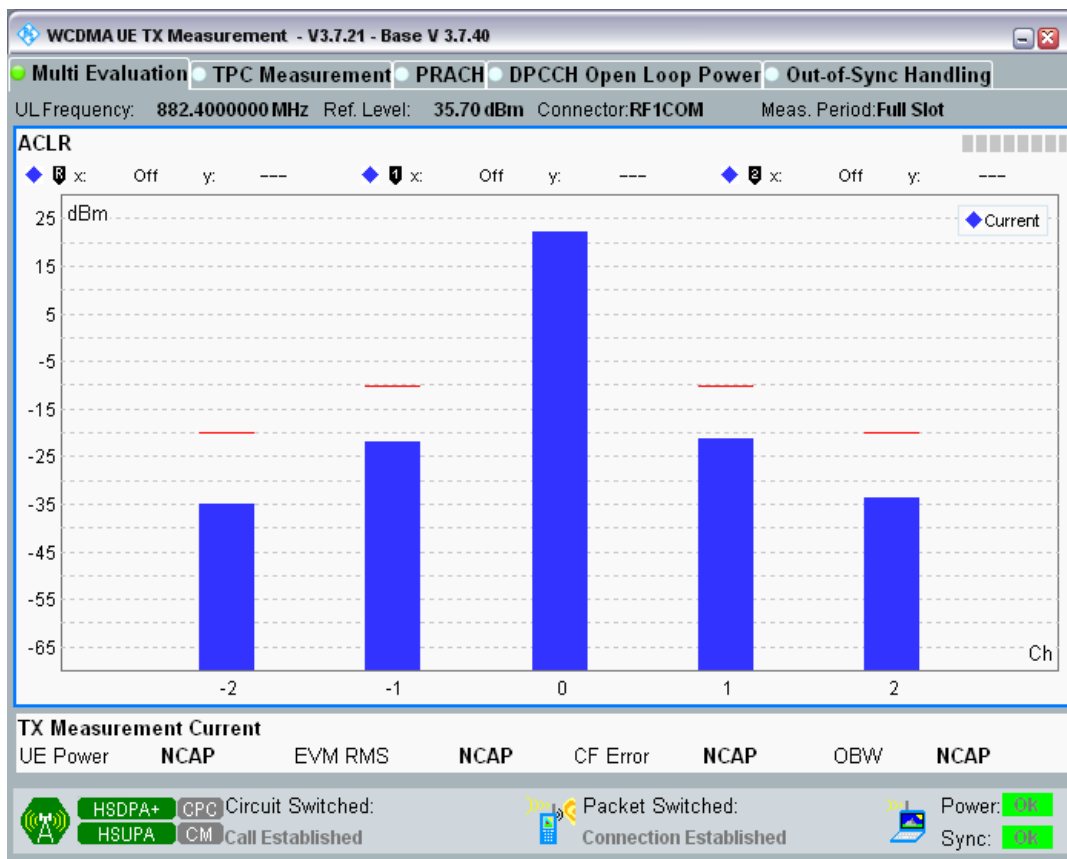 WCDMA UE TX Measurement - V3.7.21 - Base V 3.7.40
Multi Evaluation TPC Measurement PRACH DPCCH Open Loop Power Out-of-Sync Handling
UL Frequency: 882.4000000 MHz Ref. Level: 35.70 dBm Connector:RF1COM Meas. Period:Full Slot
ACLR
R x: Off y: --- 1 x: Off y: --- 2 x: Off y: ---
dBm
Current
25
15
5
-5
-15
-25
-35
-45
-55
-65
Ch
-2 -1 0 1 2
TX Measurement Current
UE Power NCAP EVM RMS NCAP CF Error NCAP OBW NCAP
HSDPA+ CPC Circuit Switched: Packet Switched: Power: OK
HSUPA CM Call Established Connection Established Sync: OK